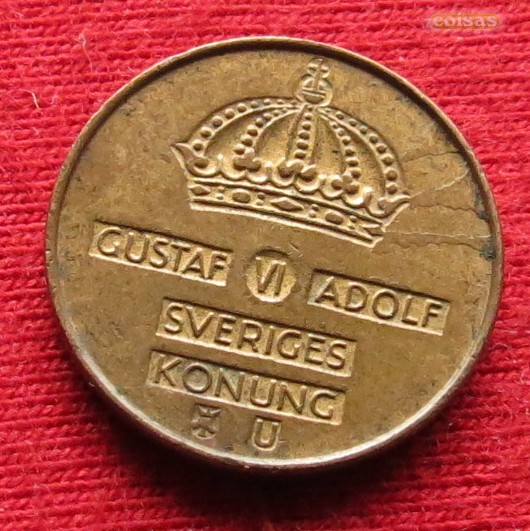 coisas
GUSTAF VI ADOLF
SVERIGES
KONUNG
U